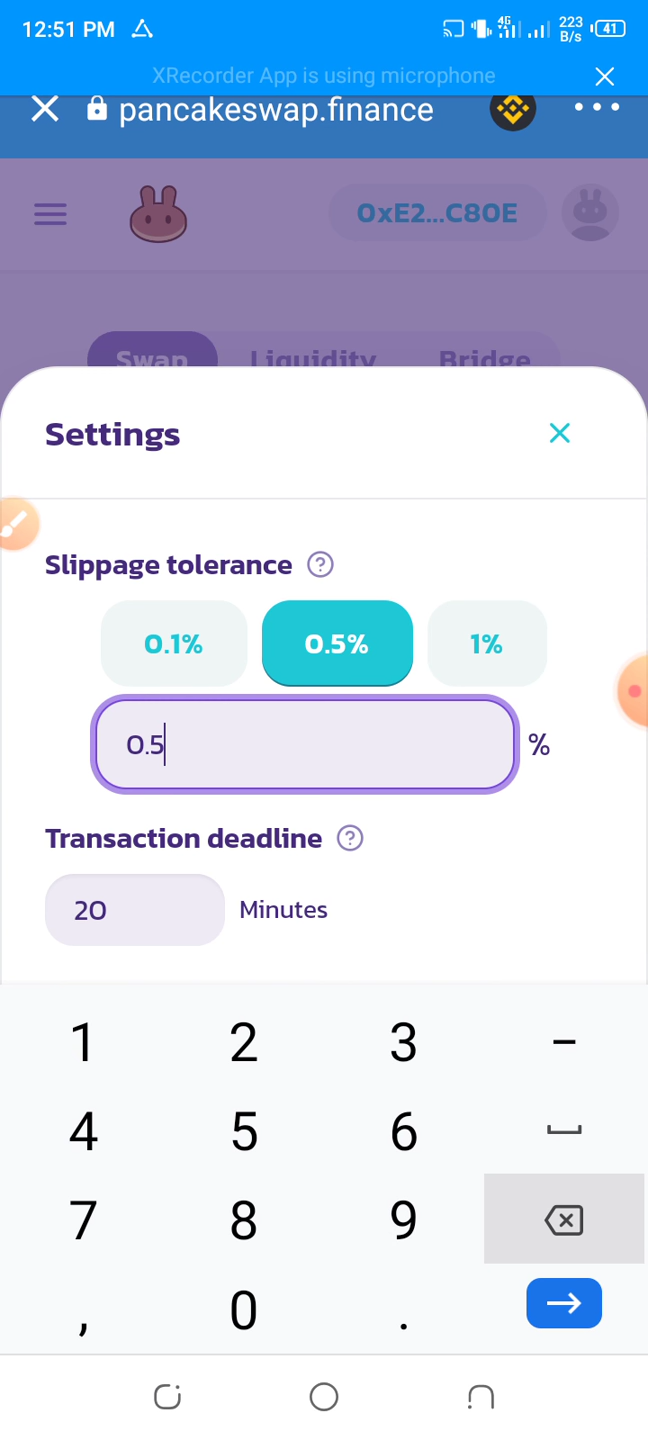 12:51 PM
4G
223
B/s
41
XRecorder App is using microphone
pancakeswap.finance
0xE2...C80E
Swap Liquidity Bridge
Settings
Slippage tolerance ?
0.1% 0.5% 1%
0.5 %
Transaction deadline ?
20 Minutes
1 2 3 -
4 5 6
7 8 9
, 0 .